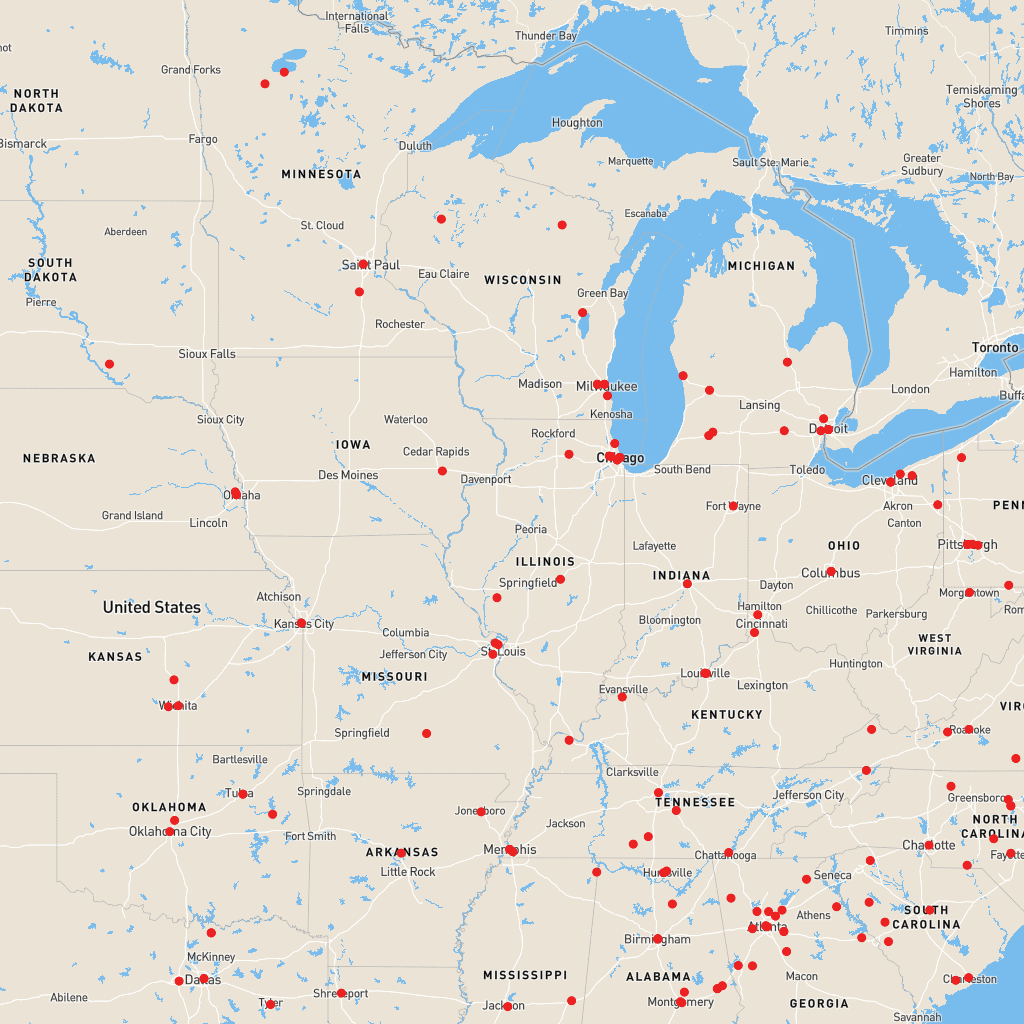 International
Falls
Thunder Bay
Timmins
not
Grand Forks
NORTH
DAKOTA
Temiskaming
Shores
Houghton
Fargo
Bismarck
Duluth
Marquette
Sault Ste. Marie
Greater
Sudbury
North Bay
MINNESOTA
Escanaba
St. Cloud
Aberdeen
SOUTH
DAKOTA
Saint Paul
Eau Claire
WISCONSIN
MICHIGAN
Green Bay
Pierre
Rochester
Toronto
Sioux Falls
Hamilton
Madison
Milwaukee
London
Buffa
Lansing
Kenosha
Sioux City
Waterloo
Rockford
Detroit
IOWA
Cedar Rapids
NEBRASKA
Chicago
South Bend
Toledo
Des Moines
Davenport
Cleveland
Omaha
Fort Wayne
Akron
PENN
Grand Island
Lincoln
Peoria
Canton
Lafayette
OHIO
Pittsburgh
ILLINOIS
INDIANA
Columbus
Springfield
Dayton
Morgantown
Atchison
United States
Hamilton
Chillicothe
Parkersburg
Rom
Kansas City
Bloomington
Cincinnati
Columbia
WEST
VIRGINIA
Jefferson City
St. Louis
KANSAS
Huntington
MISSOURI
Louisville
Lexington
Evansville
Wichita
KENTUCKY
VIRG
Springfield
Roanoke
Bartlesville
Clarksville
Tulsa
Springdale
Jefferson City
OKLAHOMA
TENNESSEE
Greensboro
Jonesboro
NORTH
CAROLINA
Oklahoma City
Fort Smith
Jackson
Charlotte
ARKANSAS
Memphis
Chattanooga
Fayette
Little Rock
Huntsville
Seneca
SOUTH
CAROLINA
Athens
Atlanta
Birmingham
McKinney
MISSISSIPPI
ALABAMA
Macon
Dallas
Charleston
Abilene
Tyler
Shreveport
Jackson
Montgomery
GEORGIA
Savannah